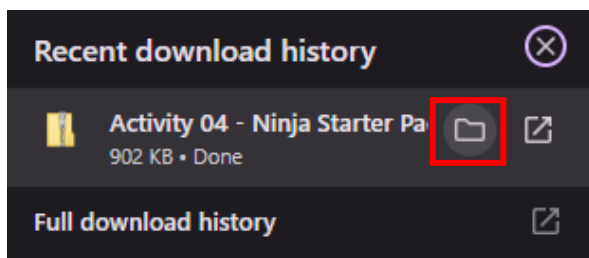 Recent download history
Activity 04 - Ninja Starter Pa
902 KB • Done
Full download history